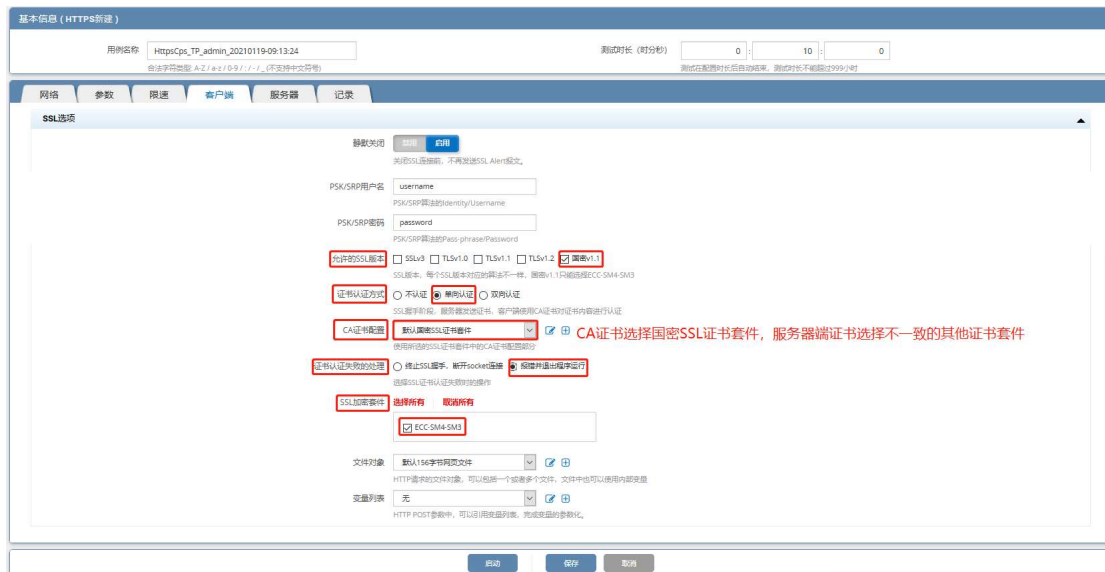 基本信息 ( HTTPS新建 )
用例名称 HttpsCps_TP_admin_20210119-09:13:24 测试时长 (时分秒) 0 : 10 : 0
合法字符类型: A-Z / a-z / 0-9 / : / - / _ (不支持中文符号) 测试在配置时长后自动结束，测试时长不能超过999小时
网络 参数 限速 客户端 服务器 记录
SSL选项
静默关闭 禁用 启用
关闭SSL连接前，不再发送SSL Alert报文。
PSK/SRP用户名 username
PSK/SRP算法的Identity/Username
PSK/SRP密码 password
PSK/SRP算法的Pass-phrase/Password
允许的SSL版本 SSLv3 TLSv1.0 TLSv1.1 TLSv1.2 国密v1.1
SSL版本，每个SSL版本对应的算法不一样，国密v1.1只能选择ECC-SM4-SM3
证书认证方式 不认证 单向认证 双向认证
SSL握手阶段，服务器发送证书，客户端使用CA证书对证书内容进行认证
CA证书配置 默认国密SSL证书套件 CA证书选择国密SSL证书套件，服务器端证书选择不一致的其他证书套件
使用所选的SSL证书套件中的CA证书配置部分
证书认证失败的处理 终止SSL握手，断开socket连接 报错并退出程序运行
选择SSL证书认证失败时的操作
SSL加密套件 选择所有 取消所有
ECC-SM4-SM3
文件对象 默认156字节网页文件
HTTP请求的文件对象，可以包括一个或者多个文件，文件中也可以使用内部变量
变量列表 无
HTTP POST参数中，可以引用变量列表，完成变量的参数化。
启动 保存 取消